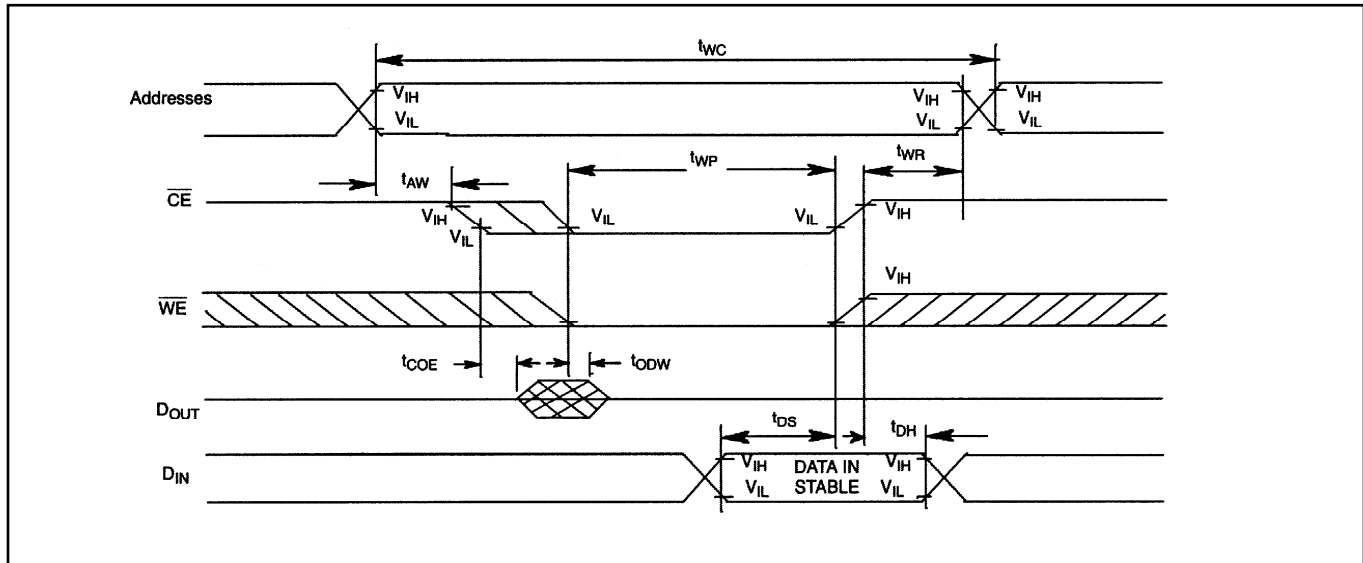 tWC
Addresses
VIH
VIL
VIH
VIL
VIH
VIL
tWP
tWR
tAW
CE
VIH
VIL
VIL
VIL
VIH
WE
VIH
tCOE
tODW
DOUT
tDS
tDH
DIN
VIH
VIL
DATA IN
STABLE
VIH
VIL